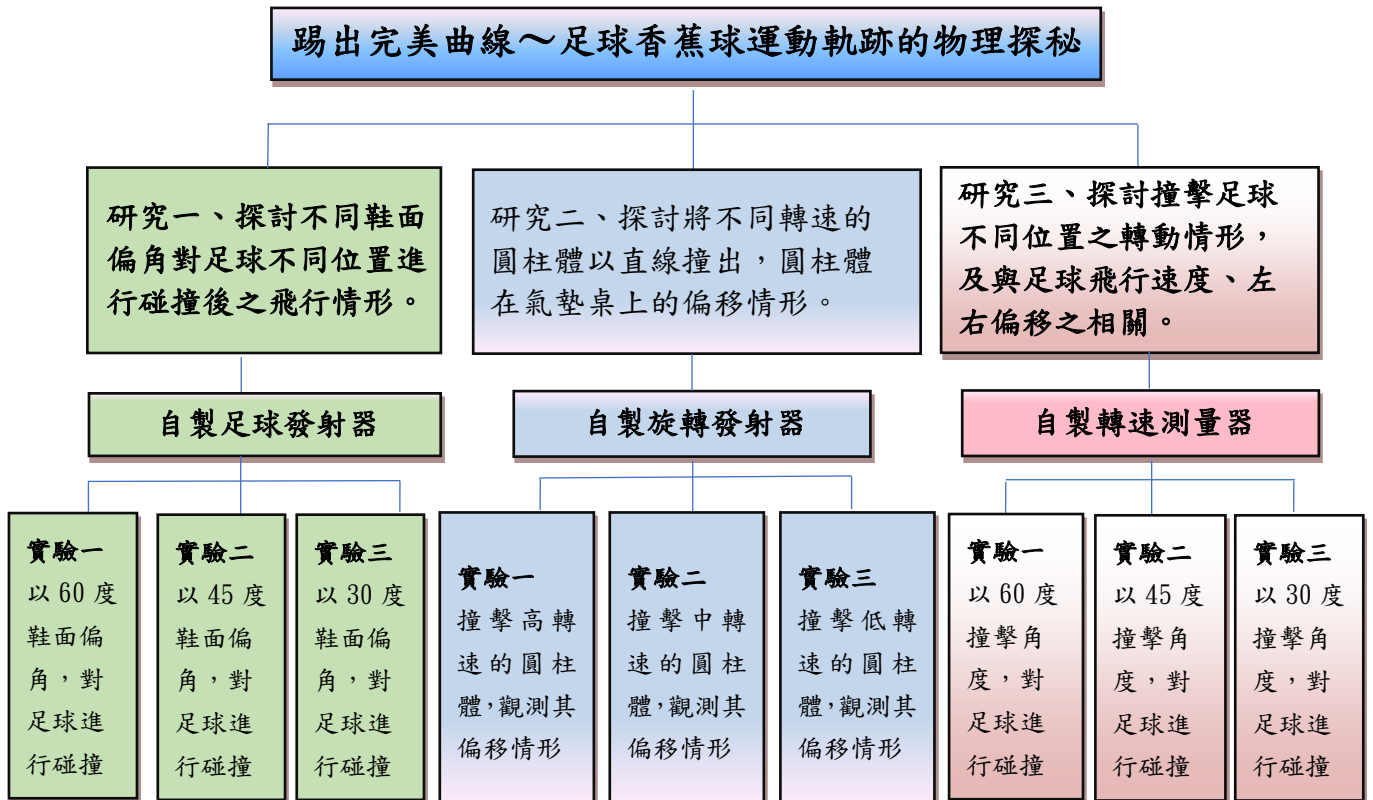 踢出完美曲線～足球香蕉球運動軌跡的物理探秘
研究一、探討不同鞋面
偏角對足球不同位置進
行碰撞後之飛行情形。
研究二、探討將不同轉速的
圓柱體以直線撞出，圓柱體
在氣墊桌上的偏移情形。
研究三、探討撞擊足球
不同位置之轉動情形，
及與足球飛行速度、左
右偏移之相關。
自製足球發射器
自製旋轉發射器
自製轉速測量器
實驗一
以 60 度
鞋面偏
角，對
足球進
行碰撞
實驗二
以 45 度
鞋面偏
角，對
足球進
行碰撞
實驗三
以 30 度
鞋面偏
角，對
足球進
行碰撞
實驗一
撞擊高轉
速的圓柱
體，觀測其
偏移情形
實驗二
撞擊中轉
速的圓柱
體，觀測其
偏移情形
實驗三
撞擊低轉
速的圓柱
體，觀測其
偏移情形
實驗一
以 60 度
撞擊角
度，對
足球進
行碰撞
實驗二
以 45 度
撞擊角
度，對
足球進
行碰撞
實驗三
以 30 度
撞擊角
度，對
足球進
行碰撞